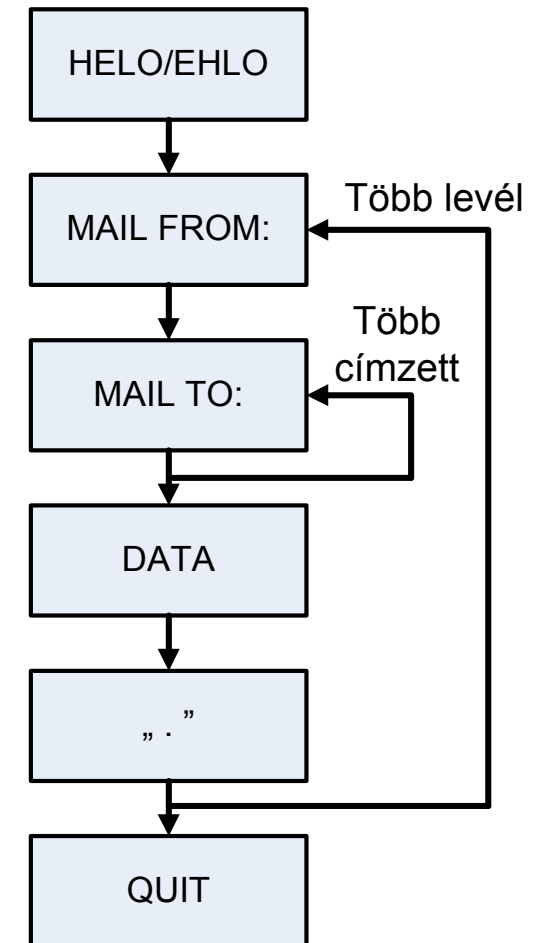 HELO/EHLO
MAIL FROM:
Több levél
Több
címzett
MAIL TO:
DATA
„ . ”
QUIT